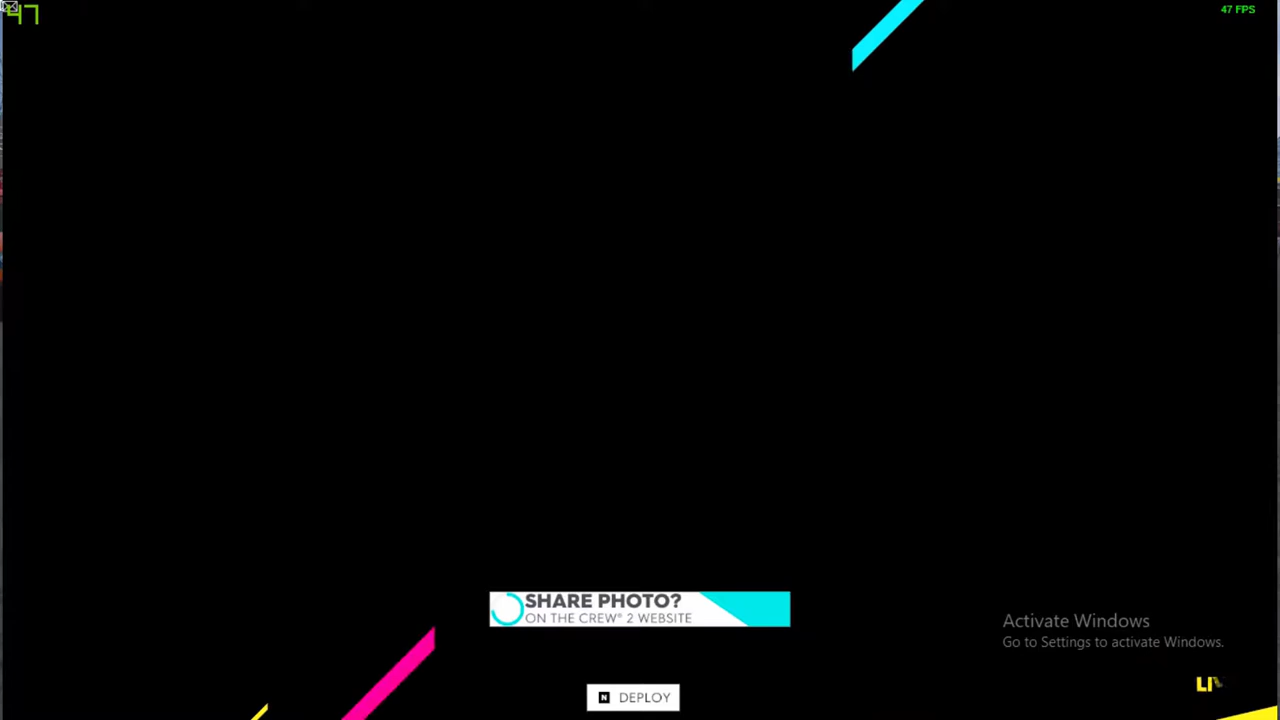 47
47 FPS
SHARE PHOTO?
ON THE CREW® 2 WEBSITE
Activate Windows
Go to Settings to activate Windows.
N DEPLOY